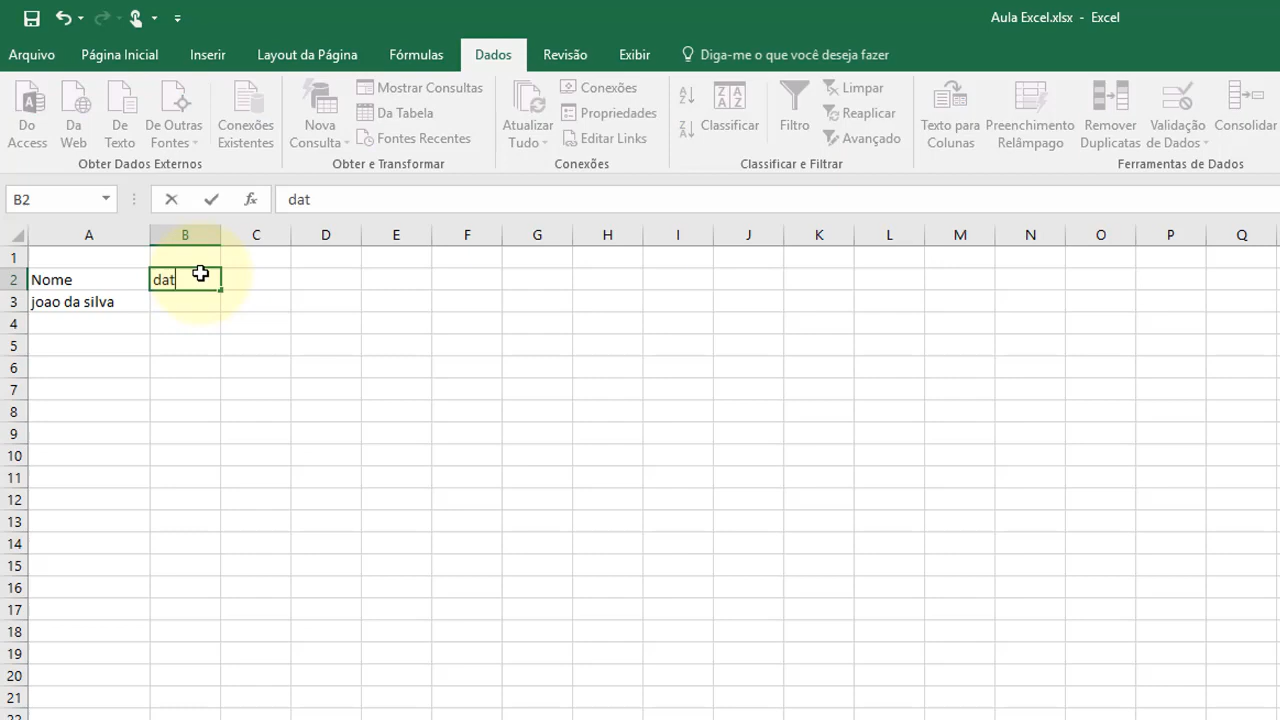 Aula Excel.xlsx - Excel
Arquivo Página Inicial Inserir Layout da Página Fórmulas Dados Revisão Exibir Diga-me o que você deseja fazer
Do Access
Da Web
De Texto
De Outras Fontes
Conexões Existentes
Obter Dados Externos
Nova Consulta
Mostrar Consultas
Da Tabela
Fontes Recentes
Obter e Transformar
Atualizar Tudo
Conexões
Propriedades
Editar Links
Conexões
Classificar
Filtro
Limpar
Reaplicar
Avançado
Classificar e Filtrar
Texto para Colunas
Preenchimento Relâmpago
Remover Duplicatas
Validação de Dados
Consolidar
Ferramentas de Dados
B2 fx dat
A B C D E F G H I J K L M N O P Q
1
2 Nome dat
3 joao da silva
4
5
6
7
8
9
10
11
12
13
14
15
16
17
18
19
20
21
22